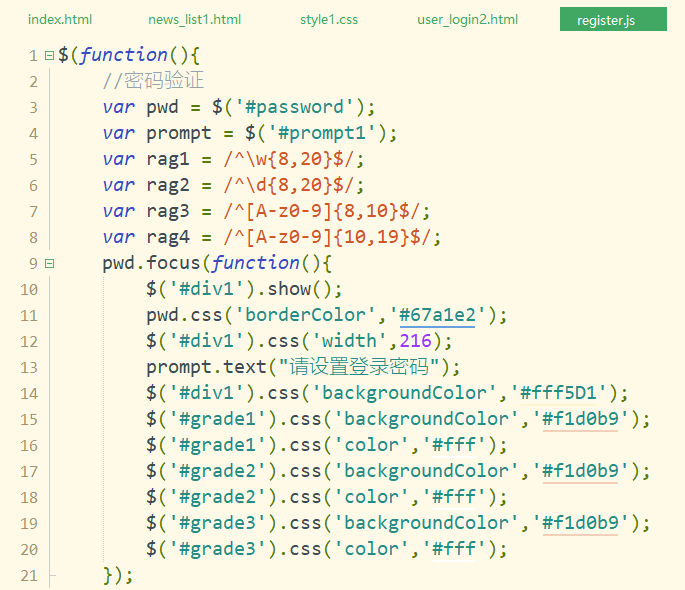 index.html news_list1.html style1.css user_login2.html register.js
1 $(function(){
2 //密码验证
3 var pwd = $('#password');
4 var prompt = $('#prompt1');
5 var rag1 = /^\w{8,20}$/;
6 var rag2 = /^\d{8,20}$/;
7 var rag3 = /^[A-z0-9]{8,10}$/;
8 var rag4 = /^[A-z0-9]{10,19}$/;
9 pwd.focus(function(){
10 $('#div1').show();
11 pwd.css('borderColor','#67a1e2');
12 $('#div1').css('width',216);
13 prompt.text("请设置登录密码");
14 $('#div1').css('backgroundColor','#fff5D1');
15 $('#grade1').css('backgroundColor','#f1d0b9');
16 $('#grade1').css('color','#fff');
17 $('#grade2').css('backgroundColor','#f1d0b9');
18 $('#grade2').css('color','#fff');
19 $('#grade3').css('backgroundColor','#f1d0b9');
20 $('#grade3').css('color','#fff');
21 });